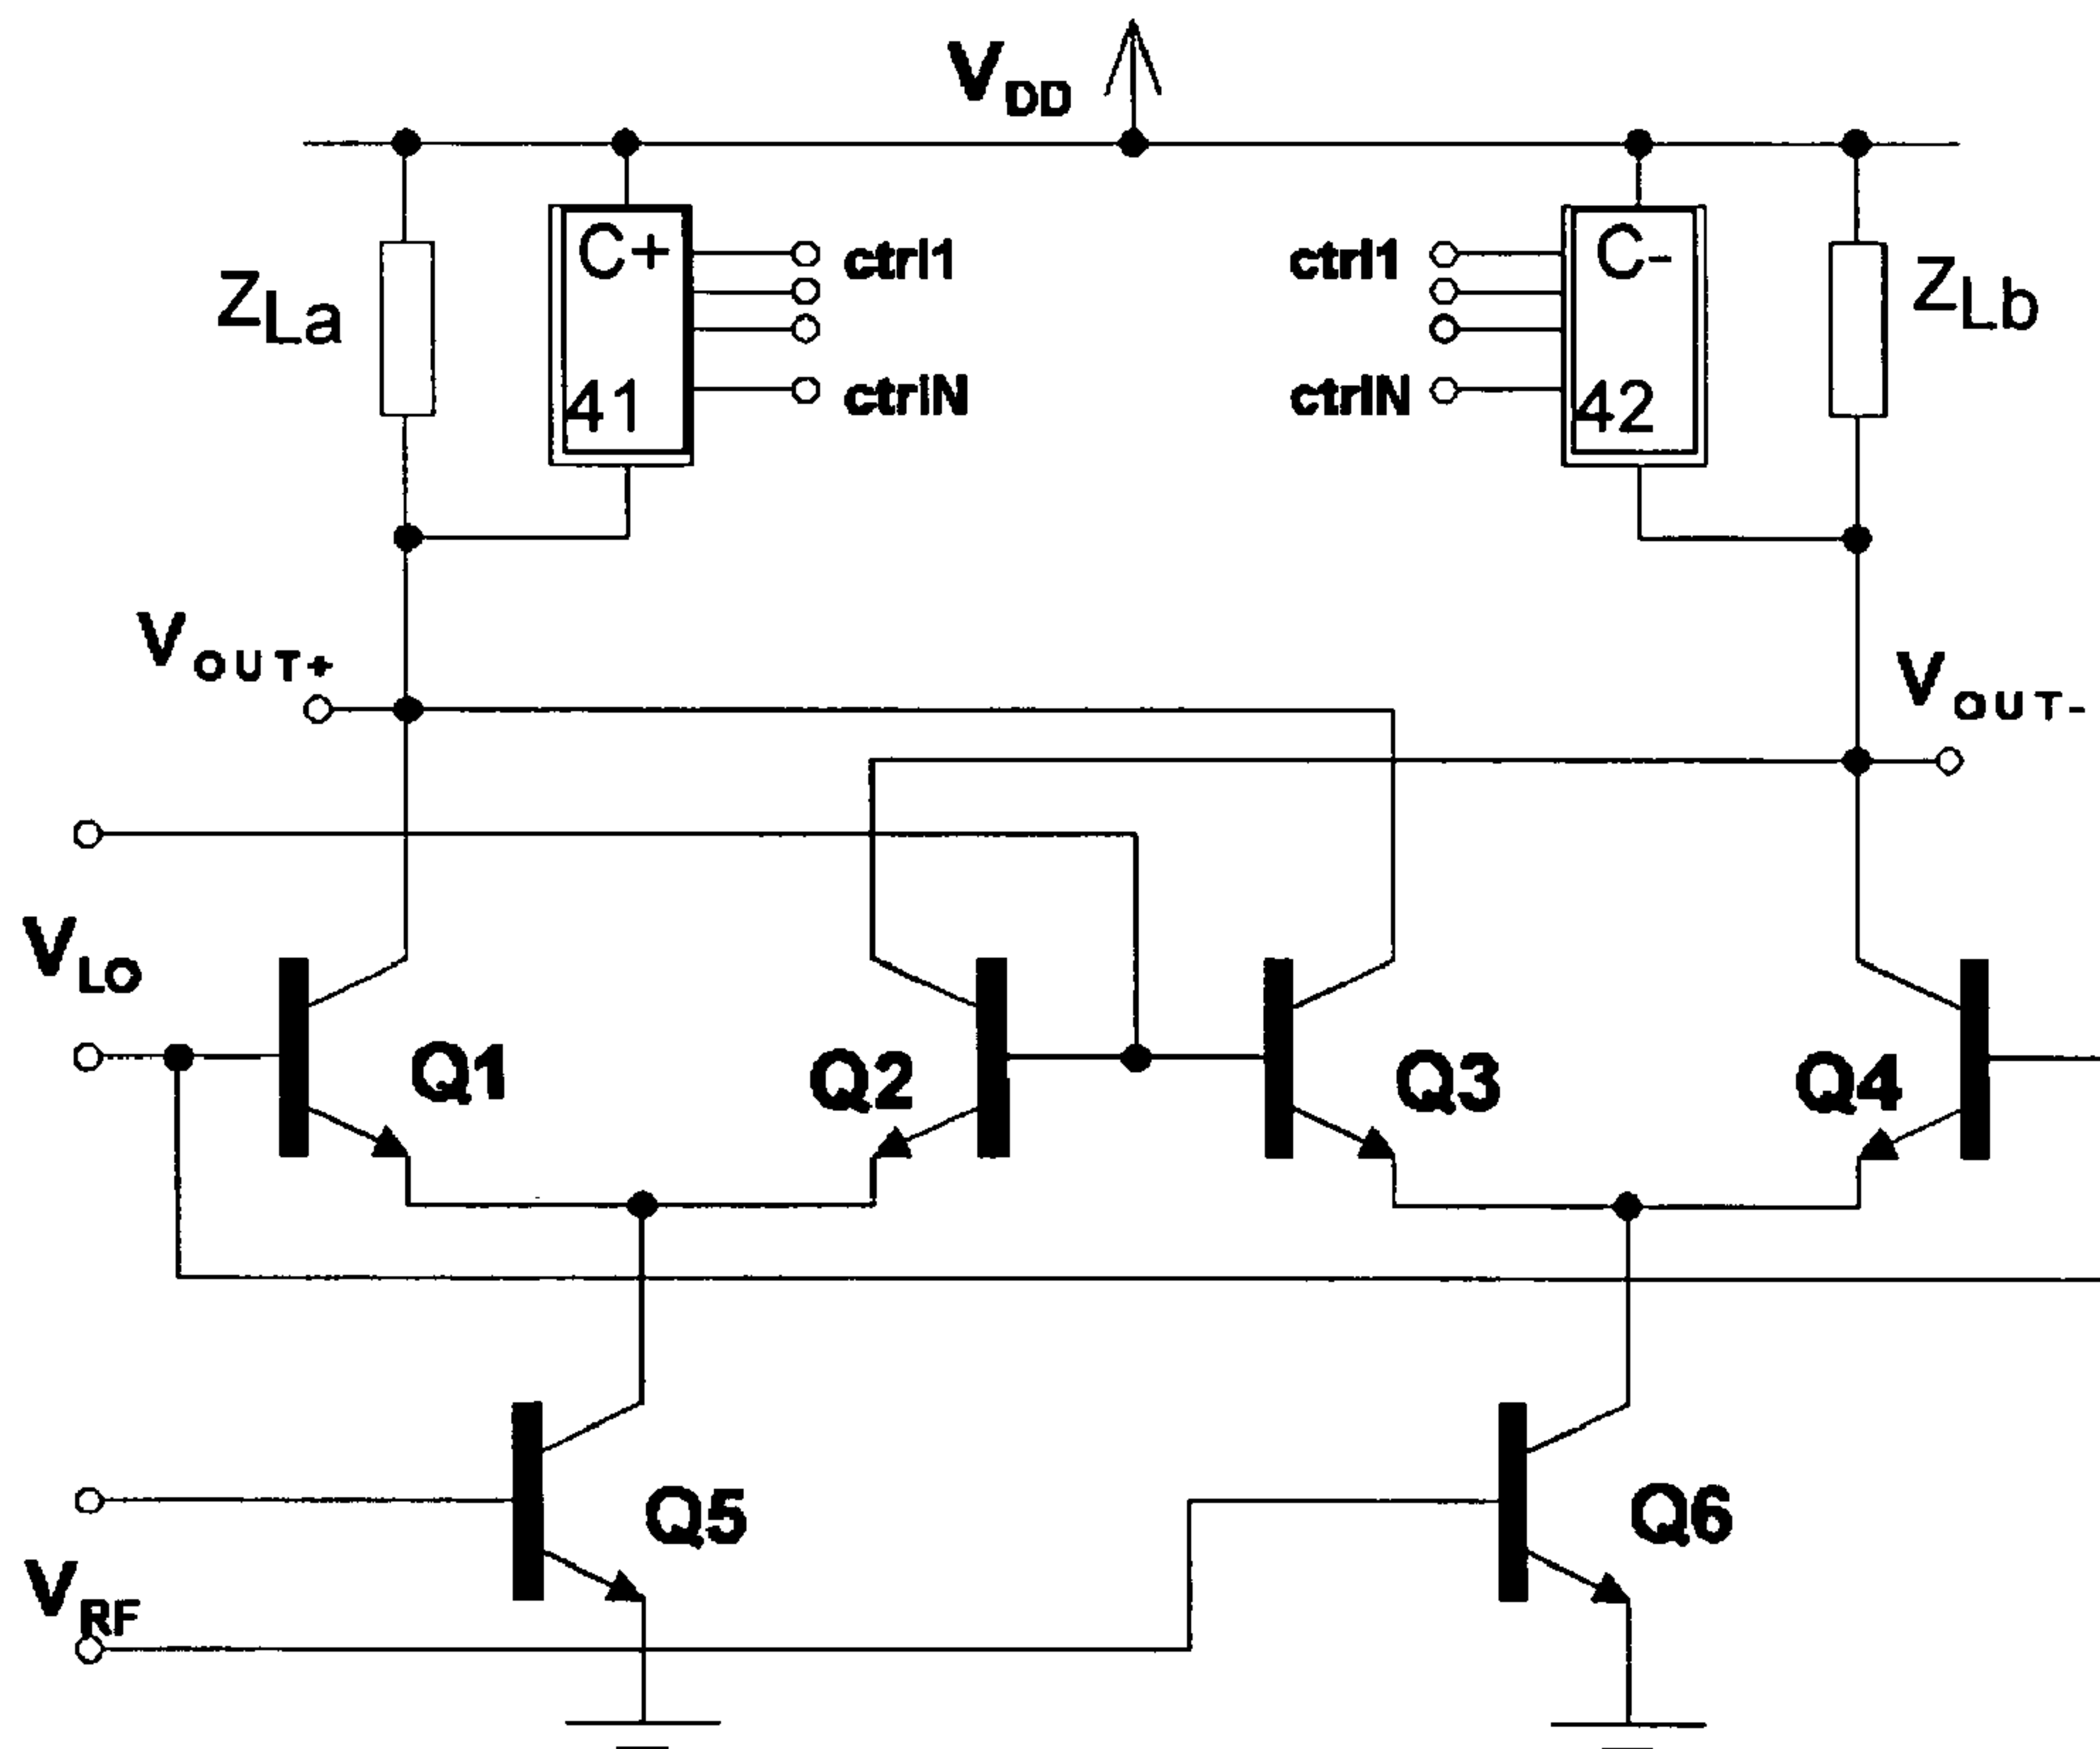 VDD
C+
ctrl1
ctrl1
C-
ZLa
ZLb
41
ctrlN
ctrlN
42
VOUT+
VOUT-
VLO
Q1
Q2
Q3
Q4
Q5
Q6
VRF